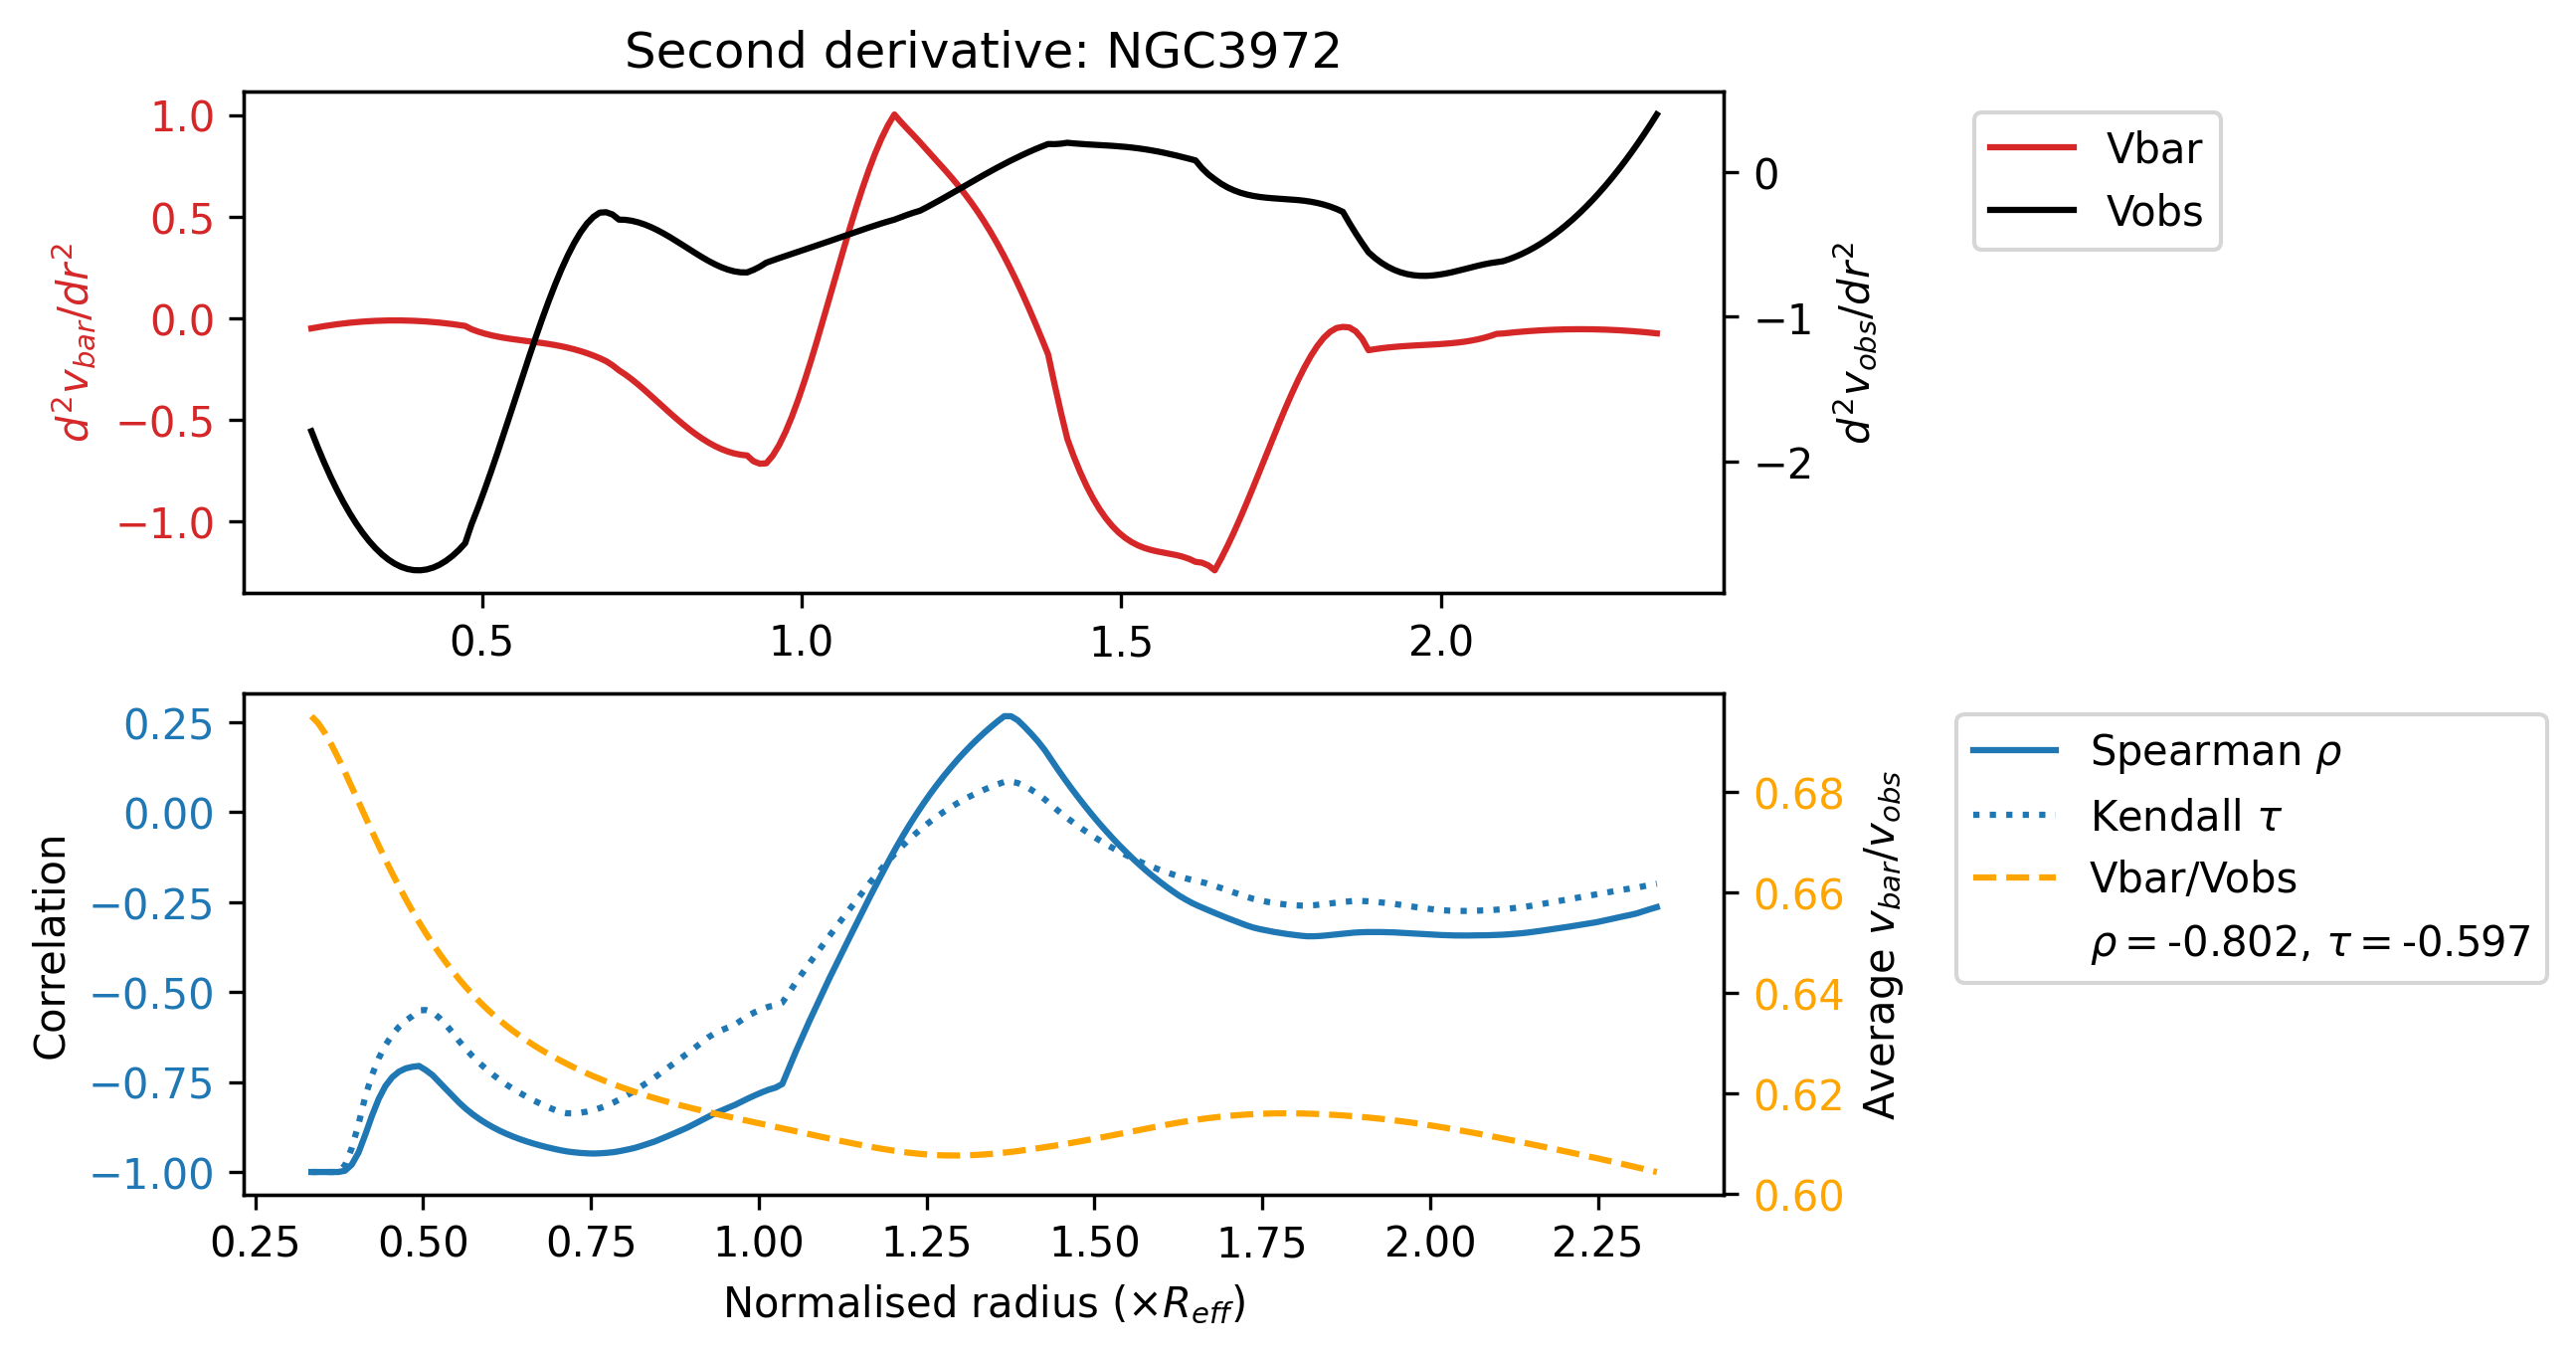 Second derivative: NGC3972
1.0
0.5
0.0
−0.5
−1.0
d²v_bar/dr²
0
−1
−2
d²v_obs/dr²
0.5 1.0 1.5 2.0
Vbar
Vobs
0.25
0.00
−0.25
−0.50
−0.75
−1.00
Correlation
0.68
0.66
0.64
0.62
0.60
Average v_bar/v_obs
0.25 0.50 0.75 1.00 1.25 1.50 1.75 2.00 2.25
Normalised radius (×R_eff)
Spearman ρ
Kendall τ
Vbar/Vobs
ρ = -0.802, τ = -0.597